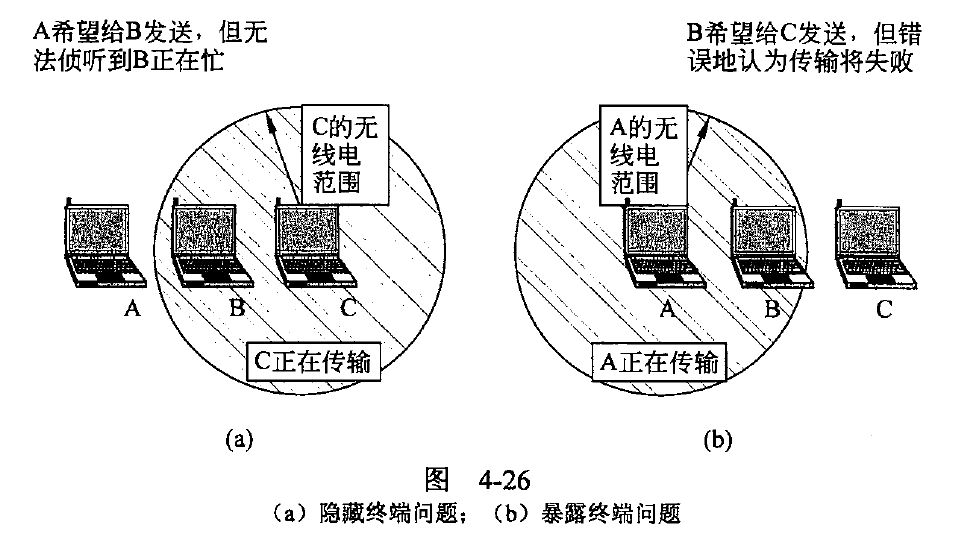 A希望给B发送，但无
法侦听到B正在忙
B希望给C发送，但错
误地认为传输将失败
C的无
线电
范围
A的无
线电
范围
A
B
C
A
B
C
C正在传输
A正在传输
(a)
(b)
图 4-26
（a）隐藏终端问题；（b）暴露终端问题